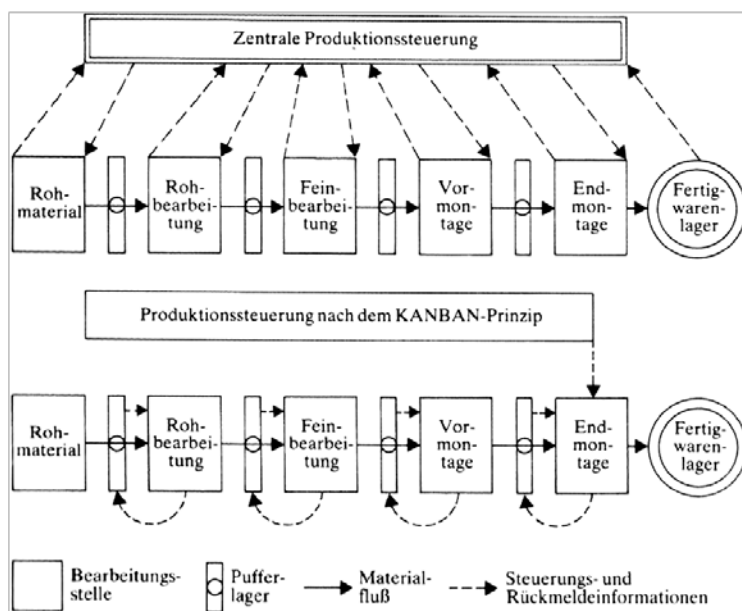 Zentrale Produktionssteuerung
Roh-
material
Roh-
bearbei-
tung
Fein-
bearbei-
tung
Vor-
mon-
tage
End-
mon-
tage
Fertig-
waren-
lager
Produktionssteuerung nach dem KANBAN-Prinzip
Roh-
material
Roh-
bearbei-
tung
Fein-
bearbei-
tung
Vor-
mon-
tage
End-
mon-
tage
Fertig-
waren-
lager
Bearbeitungs-
stelle
Puffer-
lager
Material-
fluß
Steuerungs- und
Rückmeldeinformationen